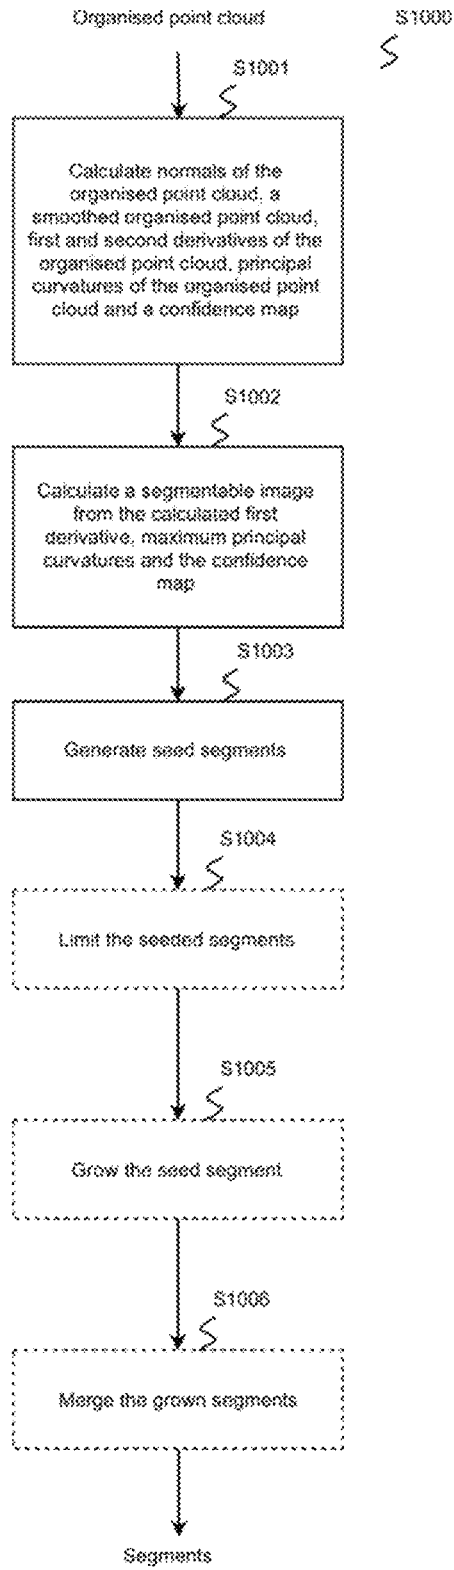 Organised point cloud
S1000
S1001
Calculate normals of the
organised point cloud, a
smoothed organised point cloud,
first and second derivatives of the
organised point cloud, principal
curvatures of the organised point
cloud and a confidence map
S1002
Calculate a segmentable image
from the calculated first
derivative, maximum principal
curvatures and the confidence
map
S1003
Generate seed segments
S1004
Limit the seeded segments
S1005
Grow the seed segment
S1006
Merge the grown segments
Segments